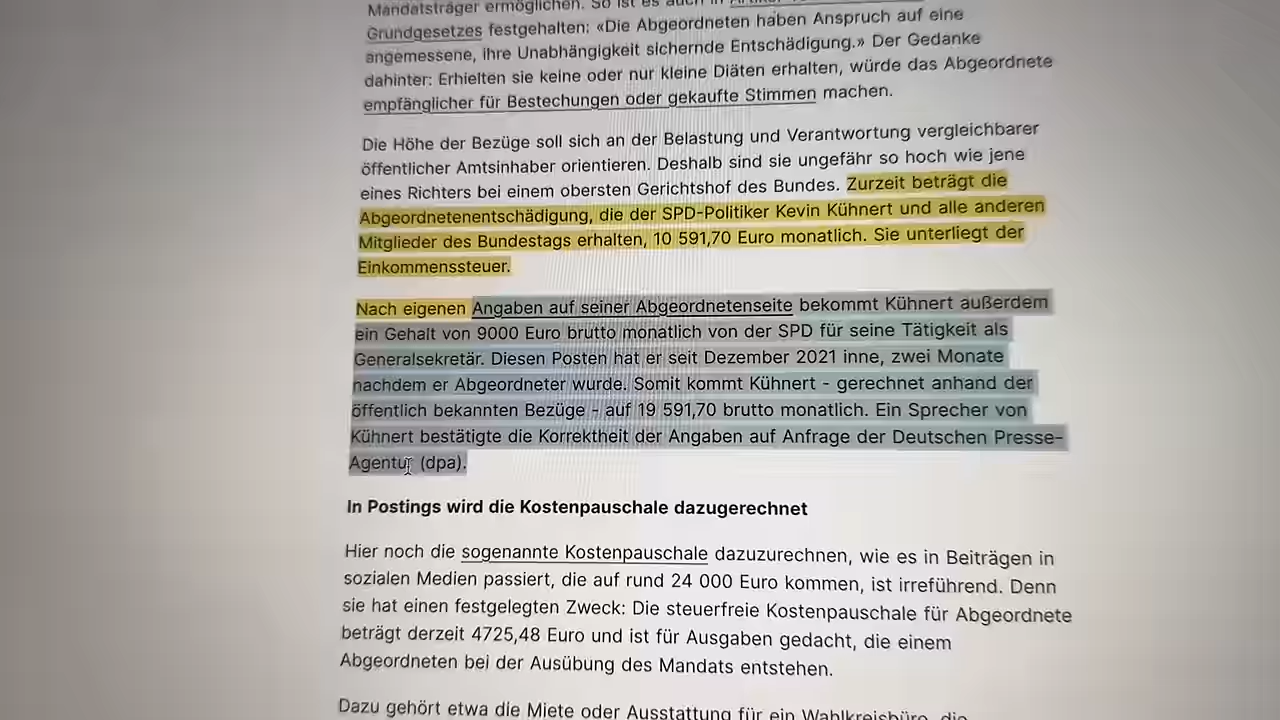 Mandatsträger ermöglichen. So ist es auch in
Grundgesetzes festgehalten: «Die Abgeordneten haben Anspruch auf eine
angemessene, ihre Unabhängigkeit sichernde Entschädigung.» Der Gedanke
dahinter: Erhielten sie keine oder nur kleine Diäten erhalten, würde das Abgeordnete
empfänglicher für Bestechungen oder gekaufte Stimmen machen.
Die Höhe der Bezüge soll sich an der Belastung und Verantwortung vergleichbarer
öffentlicher Amtsinhaber orientieren. Deshalb sind sie ungefähr so hoch wie jene
eines Richters bei einem obersten Gerichtshof des Bundes. Zurzeit beträgt die
Abgeordnetenentschädigung, die der SPD-Politiker Kevin Kühnert und alle anderen
Mitglieder des Bundestags erhalten, 10 591,70 Euro monatlich. Sie unterliegt der
Einkommenssteuer.
Nach eigenen Angaben auf seiner Abgeordnetenseite bekommt Kühnert außerdem
ein Gehalt von 9000 Euro brutto monatlich von der SPD für seine Tätigkeit als
Generalsekretär. Diesen Posten hat er seit Dezember 2021 inne, zwei Monate
nachdem er Abgeordneter wurde. Somit kommt Kühnert - gerechnet anhand der
öffentlich bekannten Bezüge - auf 19 591,70 brutto monatlich. Ein Sprecher von
Kühnert bestätigte die Korrektheit der Angaben auf Anfrage der Deutschen Presse-
Agentur (dpa).
In Postings wird die Kostenpauschale dazugerechnet
Hier noch die sogenannte Kostenpauschale dazuzurechnen, wie es in Beiträgen in
sozialen Medien passiert, die auf rund 24 000 Euro kommen, ist irreführend. Denn
sie hat einen festgelegten Zweck: Die steuerfreie Kostenpauschale für Abgeordnete
beträgt derzeit 4725,48 Euro und ist für Ausgaben gedacht, die einem
Abgeordneten bei der Ausübung des Mandats entstehen.
Dazu gehört etwa die Miete oder Ausstattung für ein Wahlkreisbüro, die